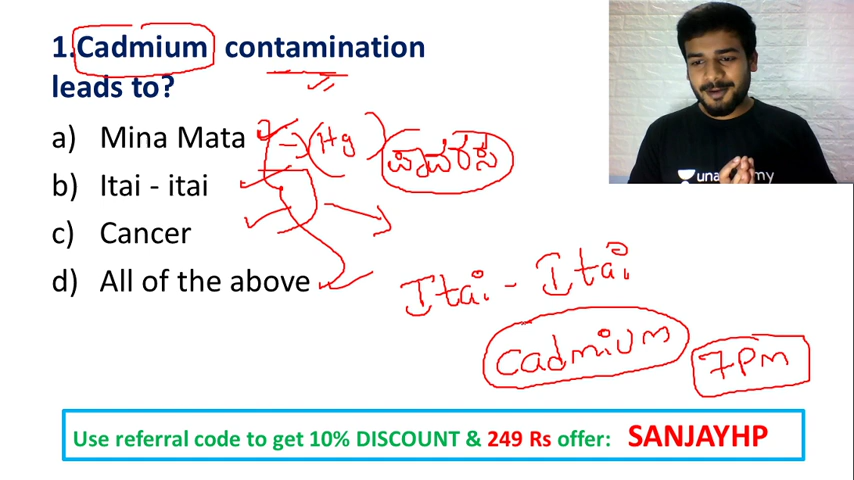 1.Cadmium contamination
leads to?
a) Mina Mata
Hg
ಪಾದರಸ
b) Itai - itai
c) Cancer
d) All of the above
Itai - Itai
Cadmium
7PM
Use referral code to get 10% DISCOUNT & 249 Rs offer: SANJAYHP